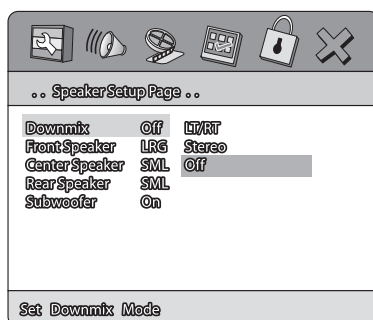 .. Speaker Setup Page ..
Downmix Off LT/RT
Front Speaker LRG Stereo
Center Speaker SML Off
Rear Speaker SML
Subwoofer On
Set Downmix Mode